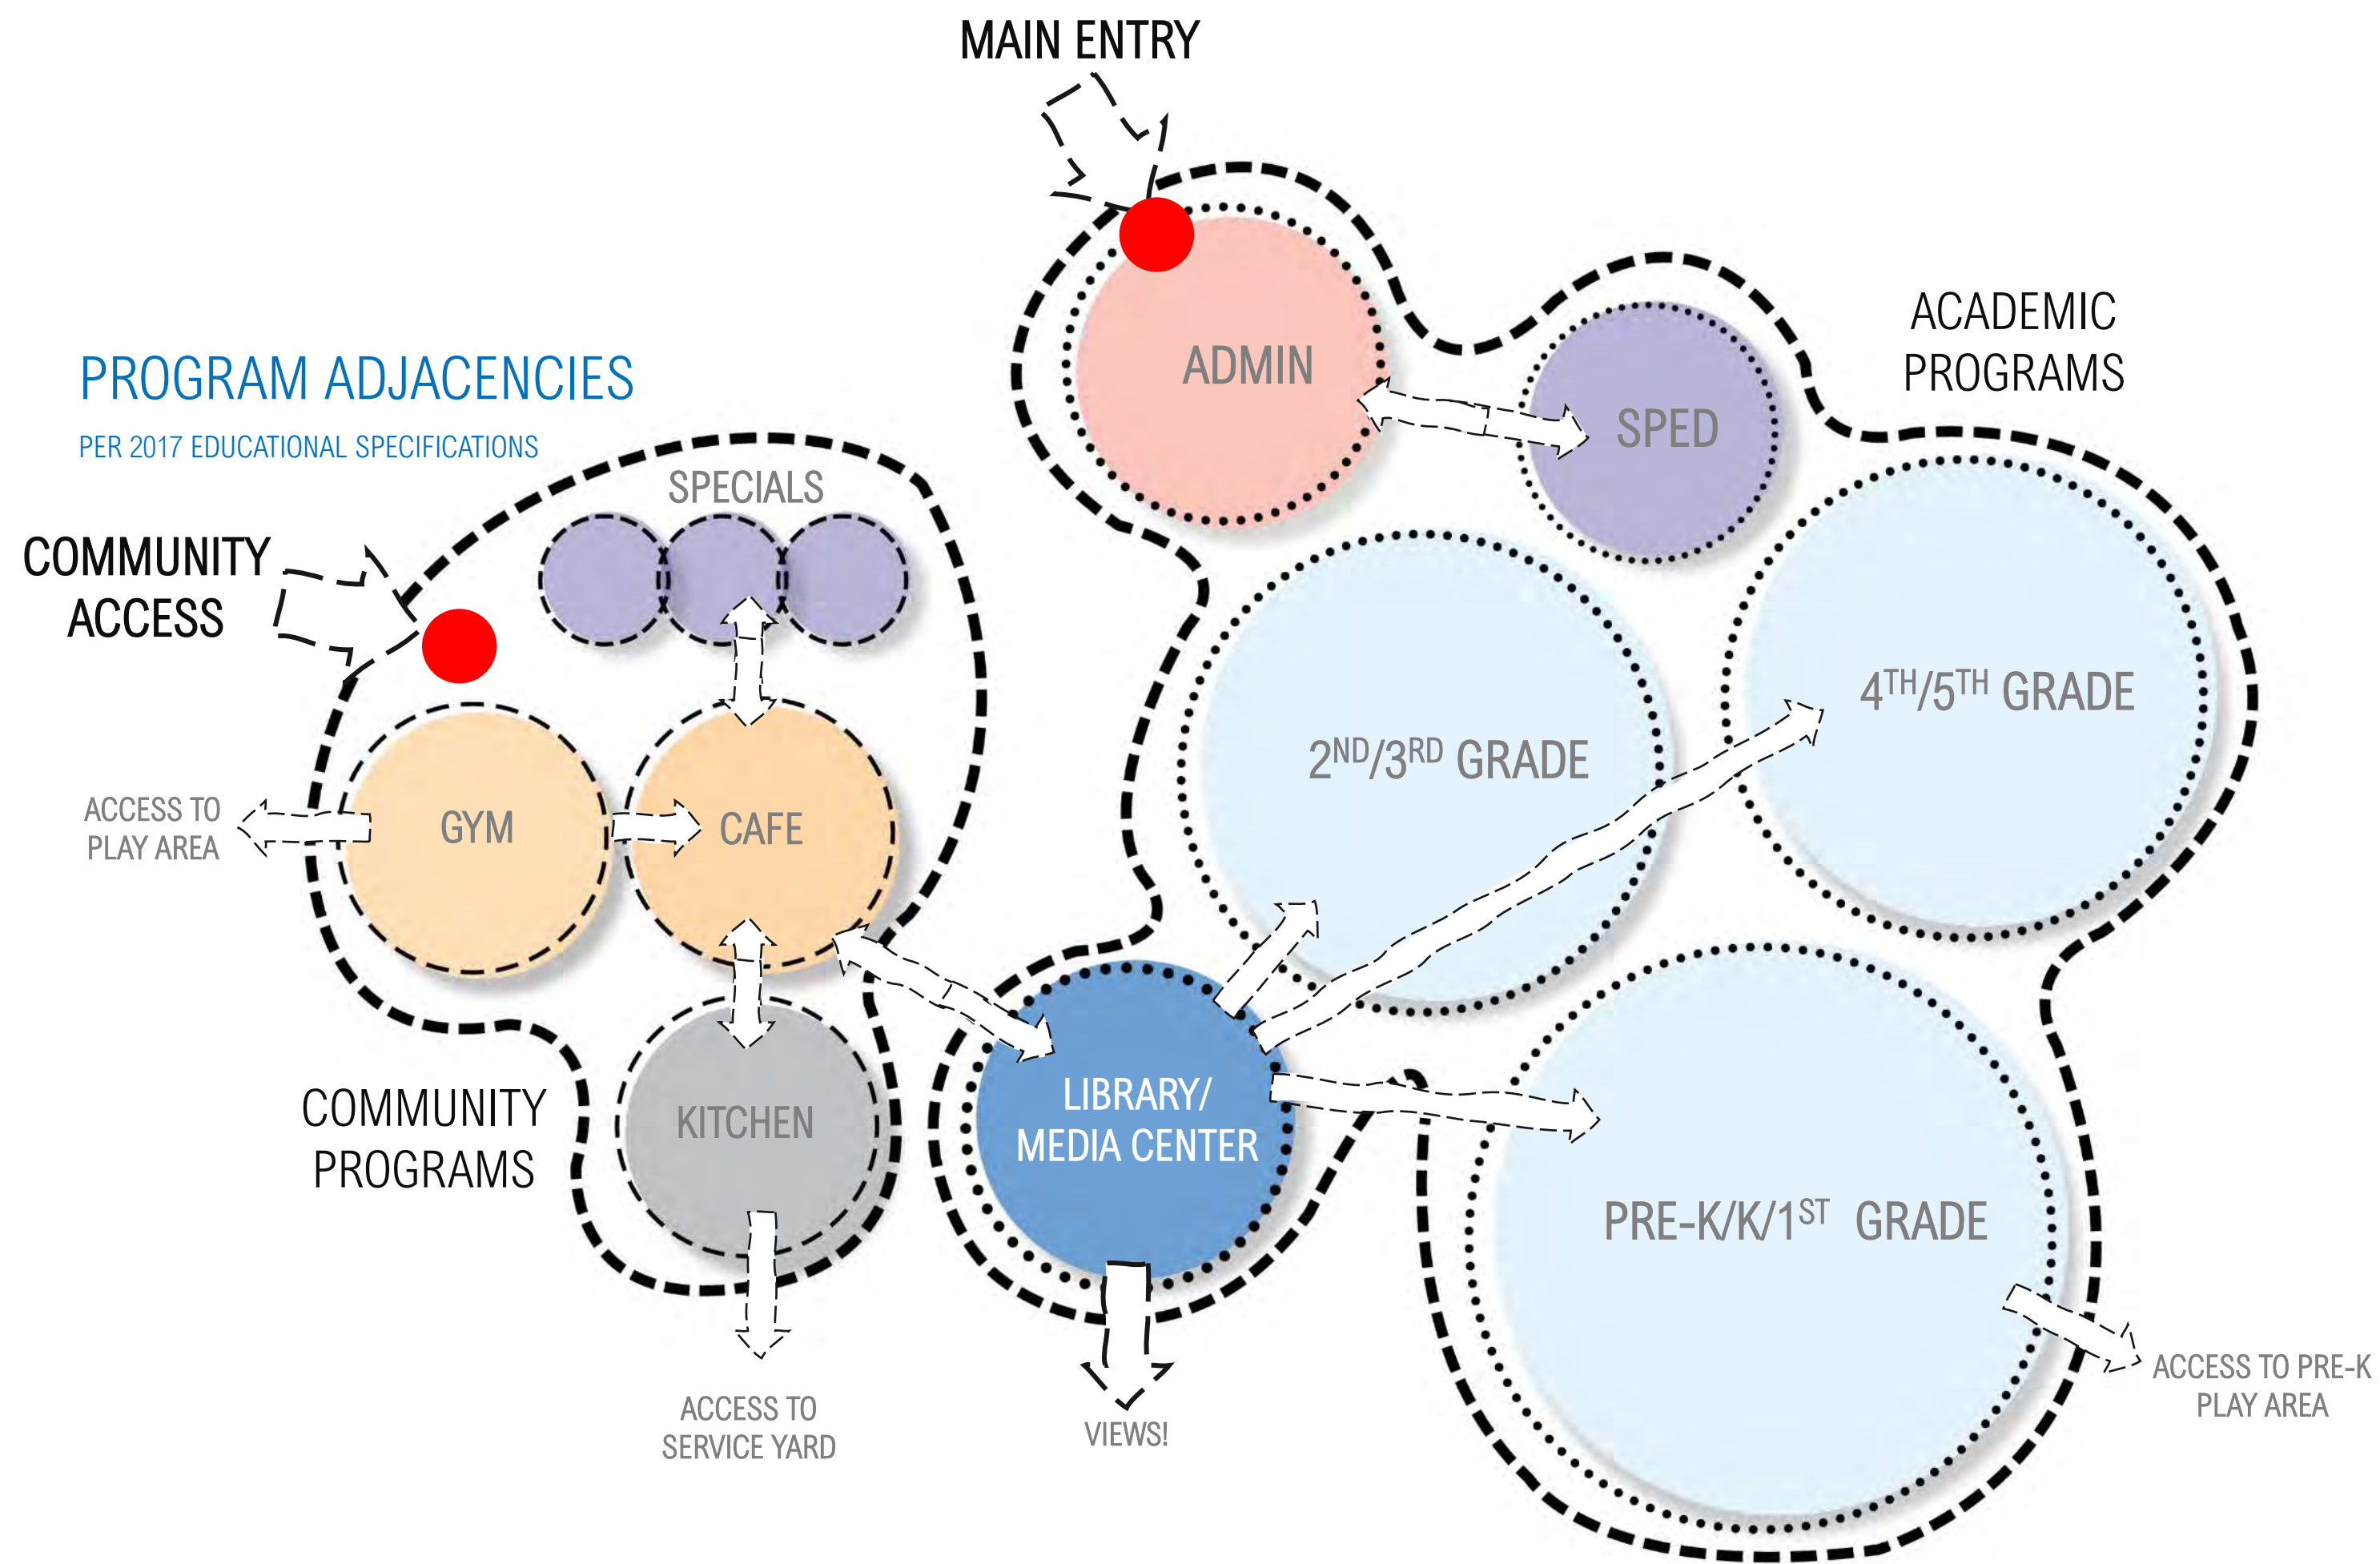 MAIN ENTRY
PROGRAM ADJACENCIES
PER 2017 EDUCATIONAL SPECIFICATIONS
ACADEMIC
PROGRAMS
ADMIN
SPED
SPECIALS
COMMUNITY
ACCESS
4TH/5TH GRADE
2ND/3RD GRADE
ACCESS TO
PLAY AREA
GYM
CAFE
COMMUNITY
PROGRAMS
KITCHEN
LIBRARY/
MEDIA CENTER
PRE-K/K/1ST GRADE
ACCESS TO PRE-K
PLAY AREA
ACCESS TO
SERVICE YARD
VIEWS!